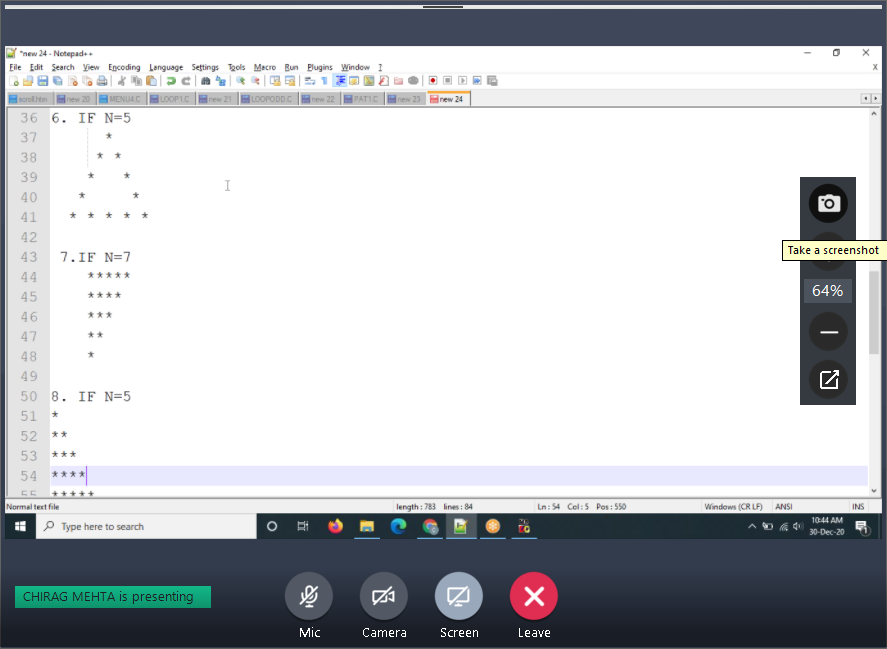 *new 24 - Notepad++
File Edit Search View Encoding Language Settings Tools Macro Run Plugins Window ?
X
scroll.htm new 20 MENU4.C LOOP1.C new 21 LOOPODD.C new 22 PAT1.C new 23 new 24
36 6. IF N=5
37 *
38 * *
39 * *
40 * *
41 * * * * *
42
43 7.IF N=7
44 *****
45 ****
46 ***
47 **
48 *
49
50 8. IF N=5
51 *
52 **
53 ***
54 ****
55 *****
Take a screenshot
64%
Normal text file length : 783 lines : 84 Ln : 54 Col : 5 Pos : 550 Windows (CR LF) ANSI INS
Type here to search
10:44 AM
30-Dec-20
1
CHIRAG MEHTA is presenting
Mic Camera Screen Leave